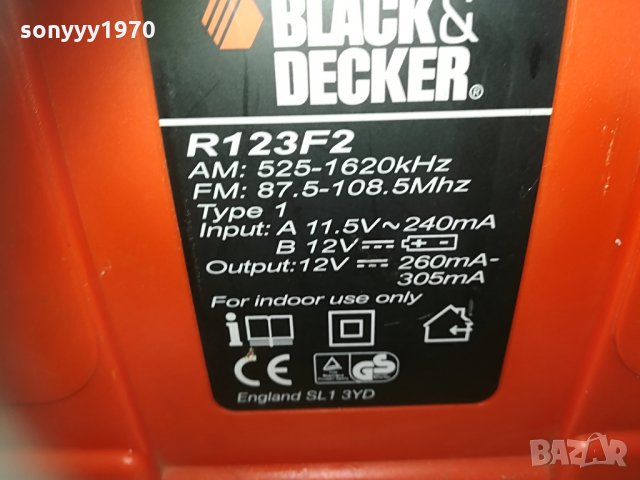 sonyyy1970
BLACK&
DECKER®
R123F2
AM: 525-1620kHz
FM: 87.5-108.5Mhz
Type 1
Input: A 11.5V~240mA
B 12V⎓
Output:12V ⎓ 260mA-
305mA
For indoor use only
i
CE GS
England SL1 3YD
BAZAR